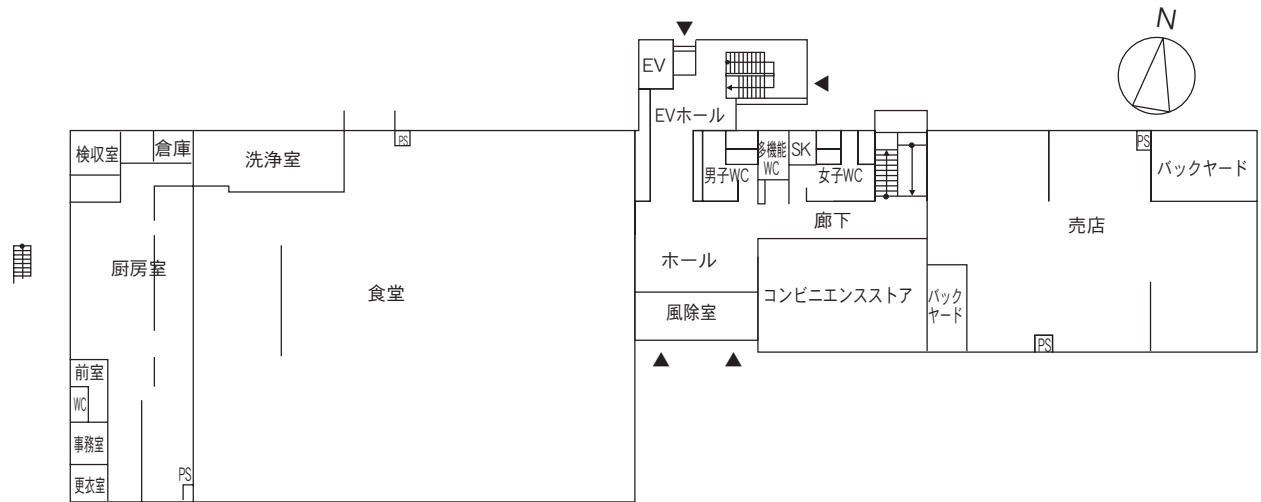 N
EV
EVホール
PS
検収室
倉庫
洗浄室
男子WC
多機能
WC
SK
女子WC
PS
バックヤード
廊下
売店
厨房室
食堂
ホール
コンビニエンスストア
バック
ヤード
風除室
PS
前室
WC
事務室
更衣室
PS